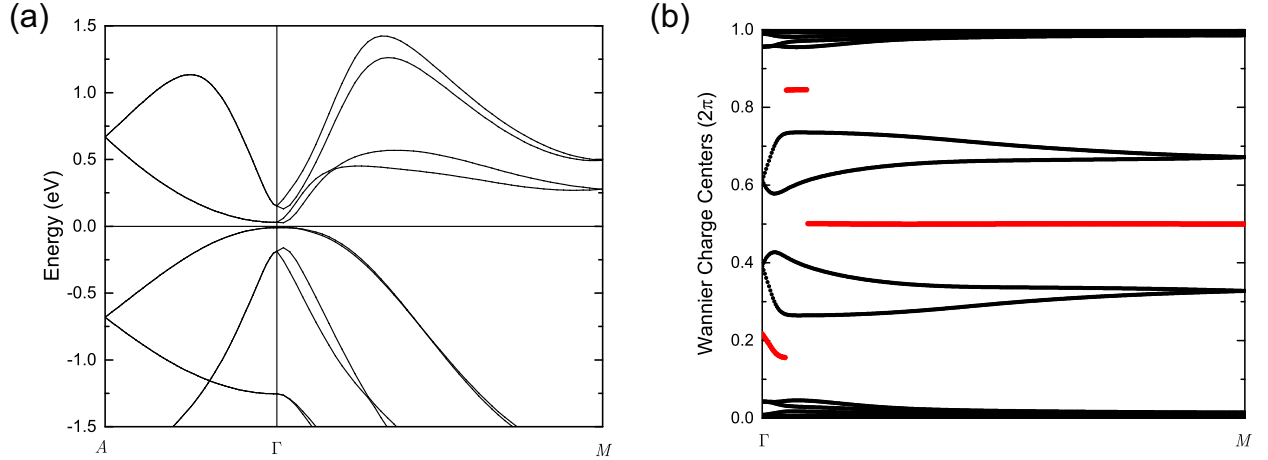 (a)
1.5
1.0
0.5
0.0
-0.5
-1.0
-1.5
Energy (eV)
A
Γ
M
(b)
1.0
0.8
0.6
0.4
0.2
0.0
Wannier Charge Centers (2π)
Γ
M